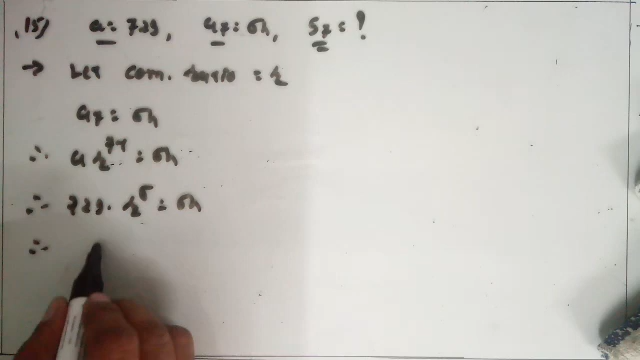 (15) a = 729, a7 = 64, S7 = ?
→ Let com. ratio = r
a7 = 64
∴ a r^7-1 = 64
∴ 729 · r^6 = 64
∴